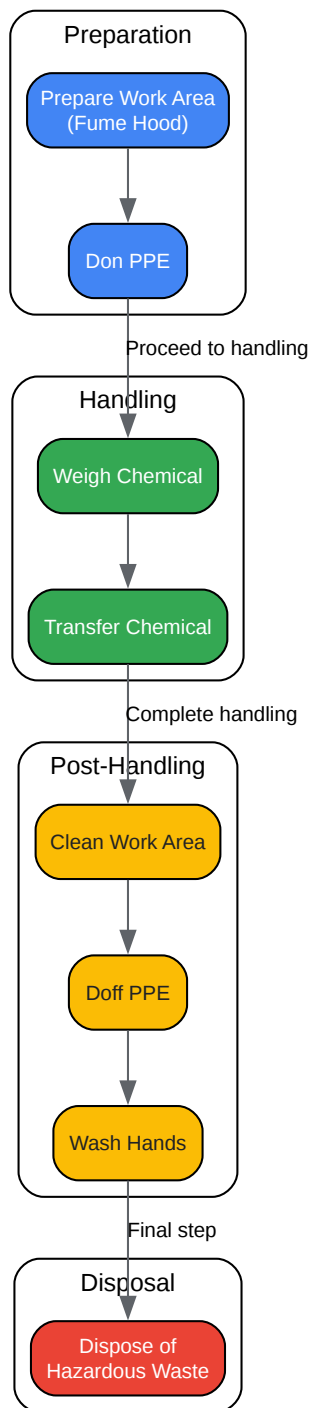 Preparation
Prepare Work Area
(Fume Hood)
Don PPE
Proceed to handling
Handling
Weigh Chemical
Transfer Chemical
Complete handling
Post-Handling
Clean Work Area
Doff PPE
Wash Hands
Final step
Disposal
Dispose of
Hazardous Waste